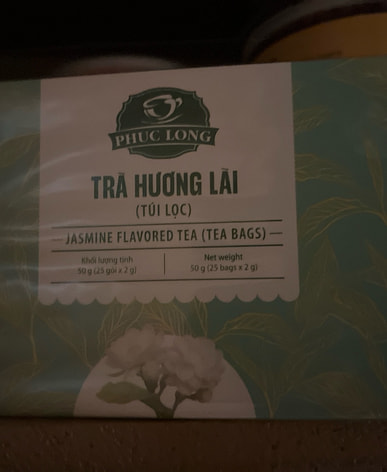 PHUC LONG
TRÀ HƯƠNG LÀI
(TÚI LỌC)
JASMINE FLAVORED TEA (TEA BAGS)
Khối lượng tịnh
50 g (25 gói x 2 g)
Net weight
50 g (25 bags x 2 g)